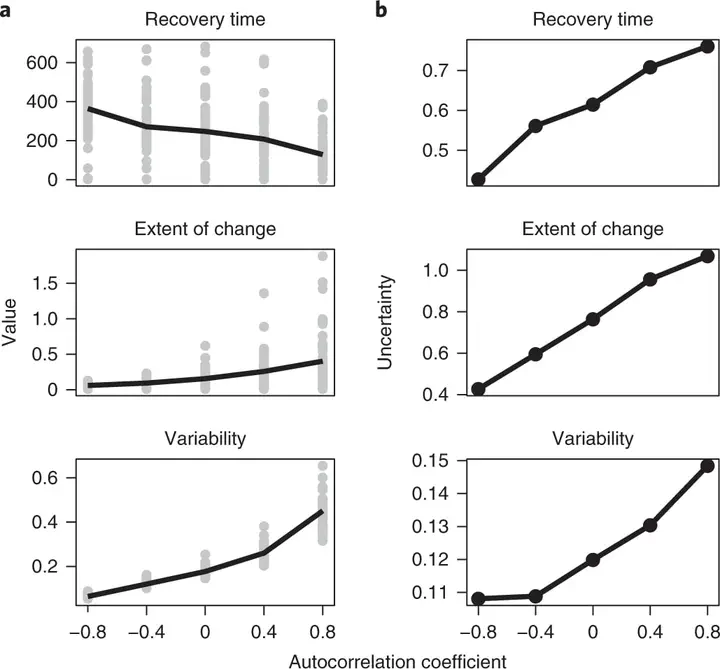 a
b
Recovery time
600
400
200
0
Recovery time
0.7
0.6
0.5
Extent of change
1.5
1.0
0.5
0
Extent of change
1.0
0.8
0.6
0.4
Value
Uncertainty
Variability
0.6
0.4
0.2
−0.8 −0.4 0 0.4 0.8
Variability
0.15
0.14
0.13
0.12
0.11
−0.8 −0.4 0 0.4 0.8
Autocorrelation coefficient